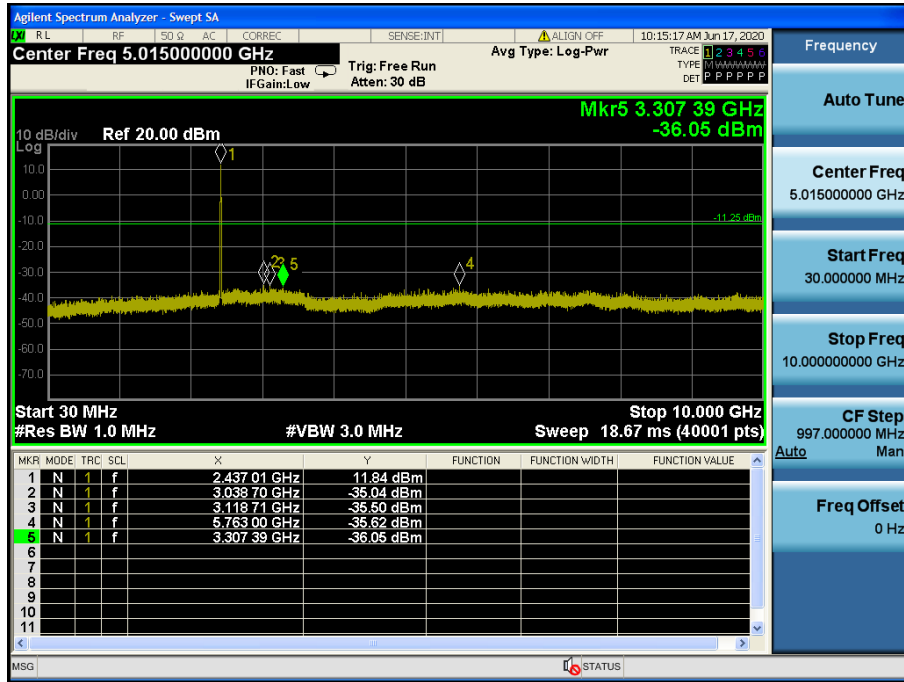 Agilent Spectrum Analyzer - Swept SA
RL RF 50 Ω AC CORREC SENSE:INT ALIGN OFF 10:15:17 AM Jun 17, 2020
Center Freq 5.015000000 GHz
PNO: Fast
IFGain:Low
Trig: Free Run
Atten: 30 dB
Avg Type: Log-Pwr
TRACE 1 2 3 4 5 6
TYPE M
DET P P P P P P
Mkr5 3.307 39 GHz
-36.05 dBm
10 dB/div Ref 20.00 dBm
Log
10.0
0.00
-10.0
-20.0
-30.0
-40.0
-50.0
-60.0
-70.0
1
2 3 5
4
-11.25 dBm
Start 30 MHz Stop 10.000 GHz
#Res BW 1.0 MHz #VBW 3.0 MHz Sweep 18.67 ms (40001 pts)
MKR MODE TRC SCL X Y FUNCTION FUNCTION WIDTH FUNCTION VALUE
1 N 1 f 2.437 01 GHz 11.84 dBm
2 N 1 f 3.038 70 GHz -35.04 dBm
3 N 1 f 3.118 71 GHz -35.50 dBm
4 N 1 f 5.763 00 GHz -35.62 dBm
5 N 1 f 3.307 39 GHz -36.05 dBm
6
7
8
9
10
11
MSG STATUS
Frequency
Auto Tune
Center Freq
5.015000000 GHz
Start Freq
30.000000 MHz
Stop Freq
10.000000000 GHz
CF Step
997.000000 MHz
Auto Man
Freq Offset
0 Hz